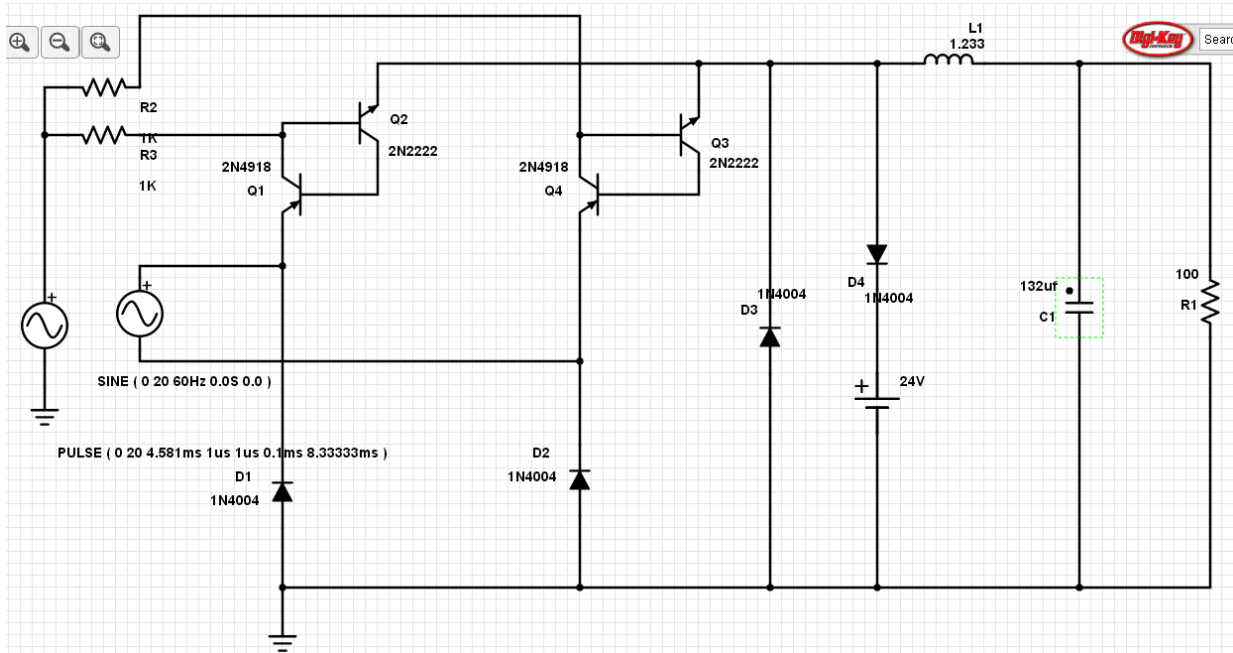 L1
1.233
Digi-Key
CORPORATION
Sear
R2
1K
R3
1K
Q2
2N2222
2N4918
Q1
2N4918
Q4
Q3
2N2222
+
+
SINE ( 0 20 60Hz 0.0S 0.0 )
PULSE ( 0 20 4.581ms 1us 1us 0.1ms 8.33333ms )
D1
1N4004
D2
1N4004
1N4004
D3
D4
1N4004
+
24V
132uf
C1
100
R1